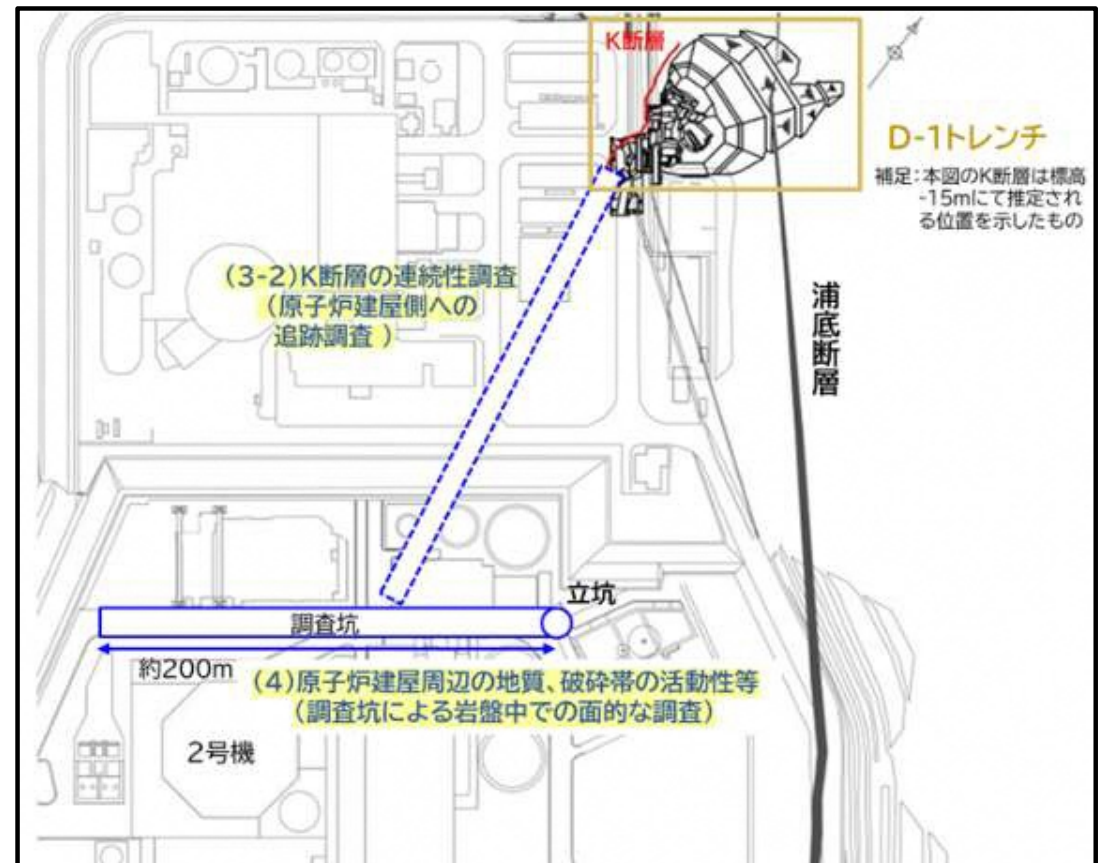 K断層
D-1トレンチ
補足:本図のK断層は標高
-15mにて推定され
る位置を示したもの
(3-2)K断層の連続性調査
(原子炉建屋側への
追跡調査 )
浦底断層
立坑
調査坑
約200m
(4)原子炉建屋周辺の地質、破砕帯の活動性等
(調査坑による岩盤中での面的な調査)
2号機